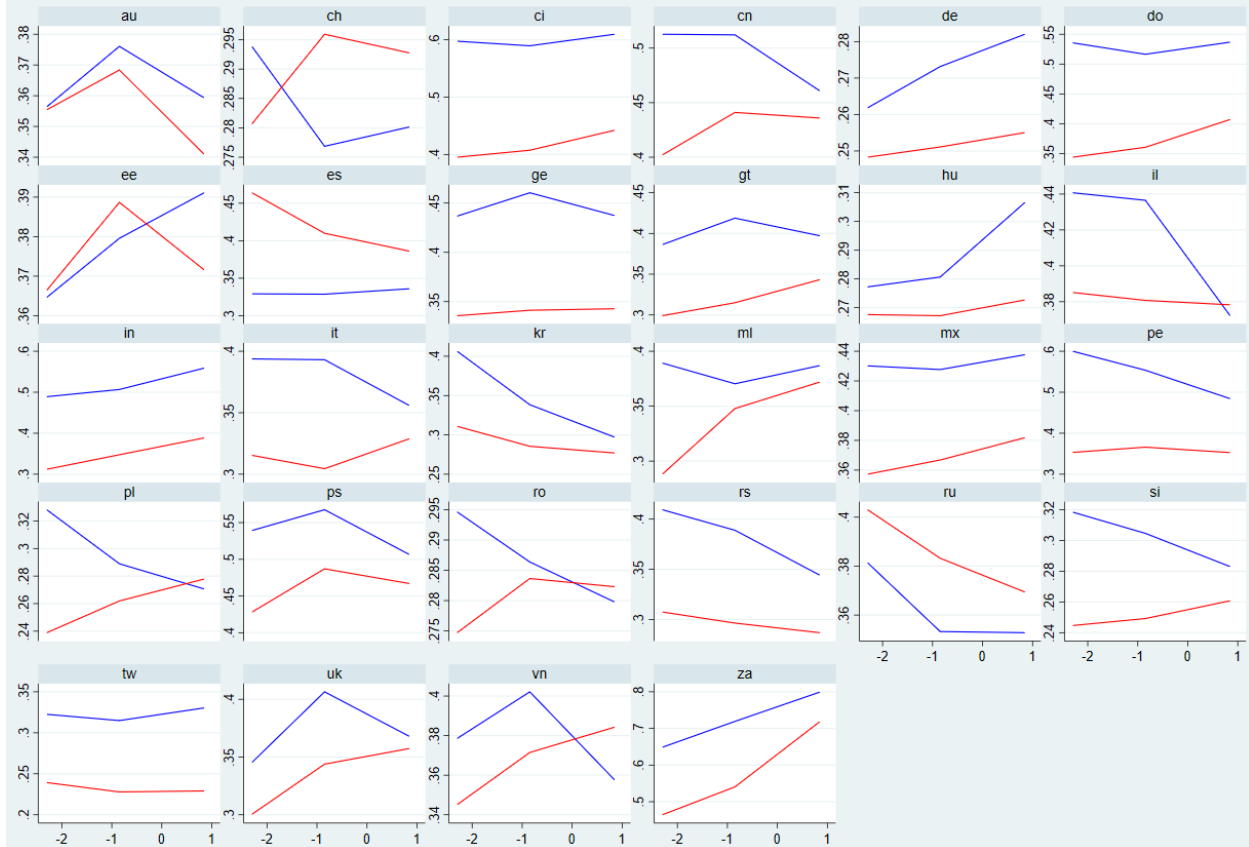 au ch ci cn de do
.38 .37 .36 .35 .34
.295 .29 .285 .28 .275
.6 .5 .4
.5 .45 .4
.28 .27 .26 .25
.55 .5 .45 .4 .35
ee es ge gt hu il
.39 .38 .37 .36
.45 .4 .35 .3
.45 .4 .35
.45 .4 .35 .3
.31 .3 .29 .28 .27
.44 .42 .4 .38
in it kr ml mx pe
.6 .5 .4 .3
.4 .35 .3
.4 .35 .3 .25
.4 .35 .3
.44 .42 .4 .38 .36
.6 .5 .4 .3
pl ps ro rs ru si
.32 .3 .28 .26 .24
.55 .5 .45 .4
.295 .29 .285 .28 .275
.4 .35 .3
.4 .38 .36
.32 .3 .28 .26 .24
-2 -1 0 1 -2 -1 0 1
tw uk vn za
.35 .3 .25 .2
.4 .35 .3
.4 .38 .36 .34
.8 .7 .6 .5
-2 -1 0 1 -2 -1 0 1 -2 -1 0 1 -2 -1 0 1